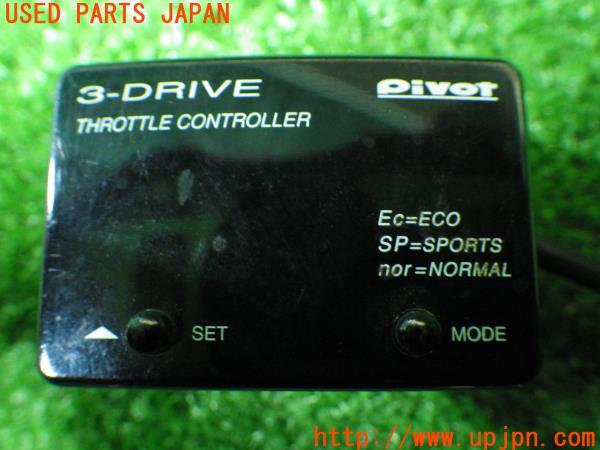 USED PARTS JAPAN
3-DRIVE
pivot
THROTTLE CONTROLLER
Ec=ECO
SP=SPORTS
nor=NORMAL
SET
MODE
http://www.upjpn.com